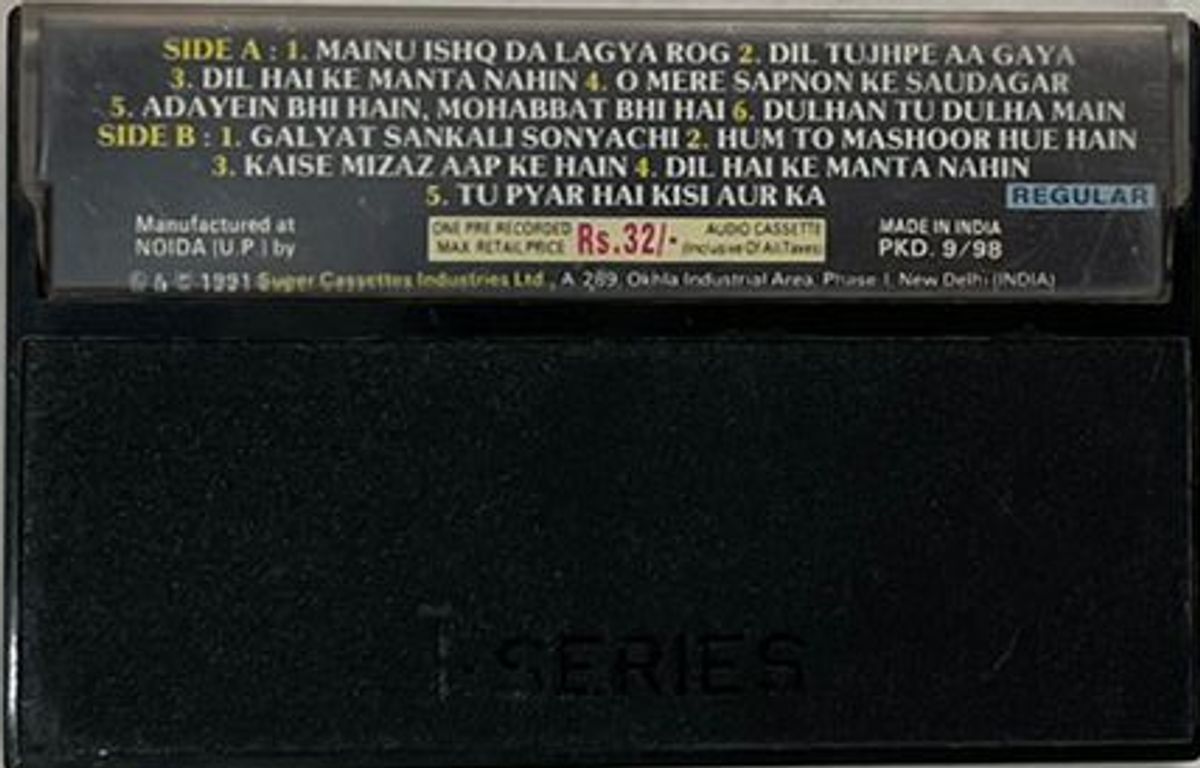 SIDE A : 1. MAINU ISHQ DA LAGYA ROG 2. DIL TUJHPE AA GAYA
3. DIL HAI KE MANTA NAHIN 4. O MERE SAPNON KE SAUDAGAR
5. ADAYEIN BHI HAIN, MOHABBAT BHI HAI 6. DULHAN TU DULHA MAIN
SIDE B : 1. GALYAT SANKALI SONYACHI 2. HUM TO MASHOOR HUE HAIN
3. KAISE MIZAZ AAP KE HAIN 4. DIL HAI KE MANTA NAHIN
5. TU PYAR HAI KISI AUR KA
REGULAR
Manufactured at
NOIDA (U.P.) by
ONE PRE RECORDED
MAX. RETAIL PRICE
Rs.32/-
AUDIO CASSETTE
(Inclusive Of All Taxes)
MADE IN INDIA
PKD. 9/98
© & ℗ 1991 Super Cassettes Industries Ltd., A-289, Okhla Industrial Area, Phase I, New Delhi (INDIA)
T-SERIES